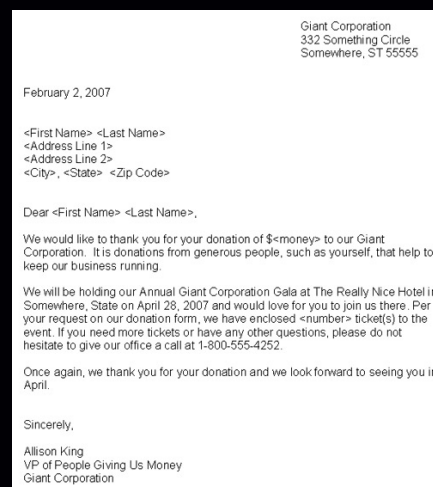 Giant Corporation
332 Something Circle
Somewhere, ST 55555
February 2, 2007
<First Name> <Last Name>
<Address Line 1>
<Address Line 2>
<City>, <State> <Zip Code>
Dear <First Name> <Last Name>,
We would like to thank you for your donation of $<money> to our Giant
Corporation. It is donations from generous people, such as yourself, that help to
keep our business running.
We will be holding our Annual Giant Corporation Gala at The Really Nice Hotel in
Somewhere, State on April 28, 2007 and would love for you to join us there. Per
your request on our donation form, we have enclosed <number> ticket(s) to the
event. If you need more tickets or have any other questions, please do not
hesitate to give our office a call at 1-800-555-4252.
Once again, we thank you for your donation and we look forward to seeing you in
April.
Sincerely,
Allison King
VP of People Giving Us Money
Giant Corporation